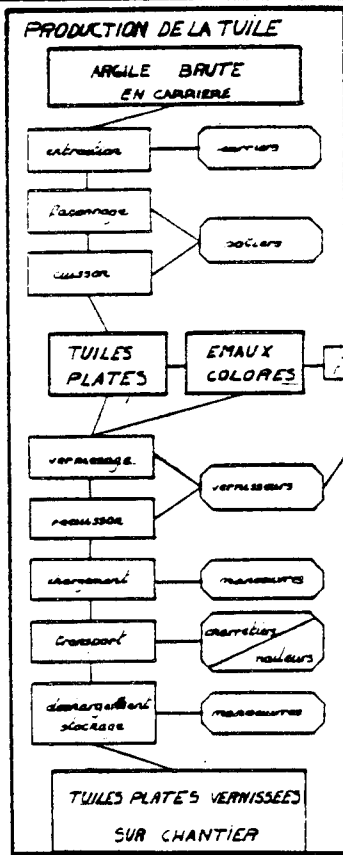 PRODUCTION DE LA TUILE
ARGILE BRUTE
EN CARRIERE
extraction
carriers
façonnage
potiers
cuisson
TUILES
PLATES
EMAUX
COLORES
vernissage
vernisseurs
recuisson
chargement
manoeuvres
transport
charretiers
haleurs
déchargement
stockage
manoeuvres
TUILES PLATES VERNISSEES
SUR CHANTIER